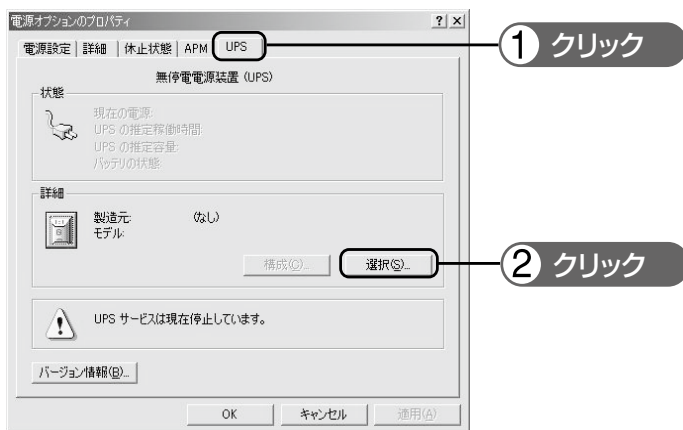 電源オプションのプロパティ
電源設定 詳細 休止状態 APM UPS
① クリック
無停電電源装置 (UPS)
状態
現在の電源:
UPS の推定稼働時間:
UPS の推定容量:
バッテリの状態:
詳細
製造元: (なし)
モデル:
構成(C)... 選択(S)...
② クリック
UPS サービスは現在停止しています。
バージョン情報(B)...
OK キャンセル 適用(A)